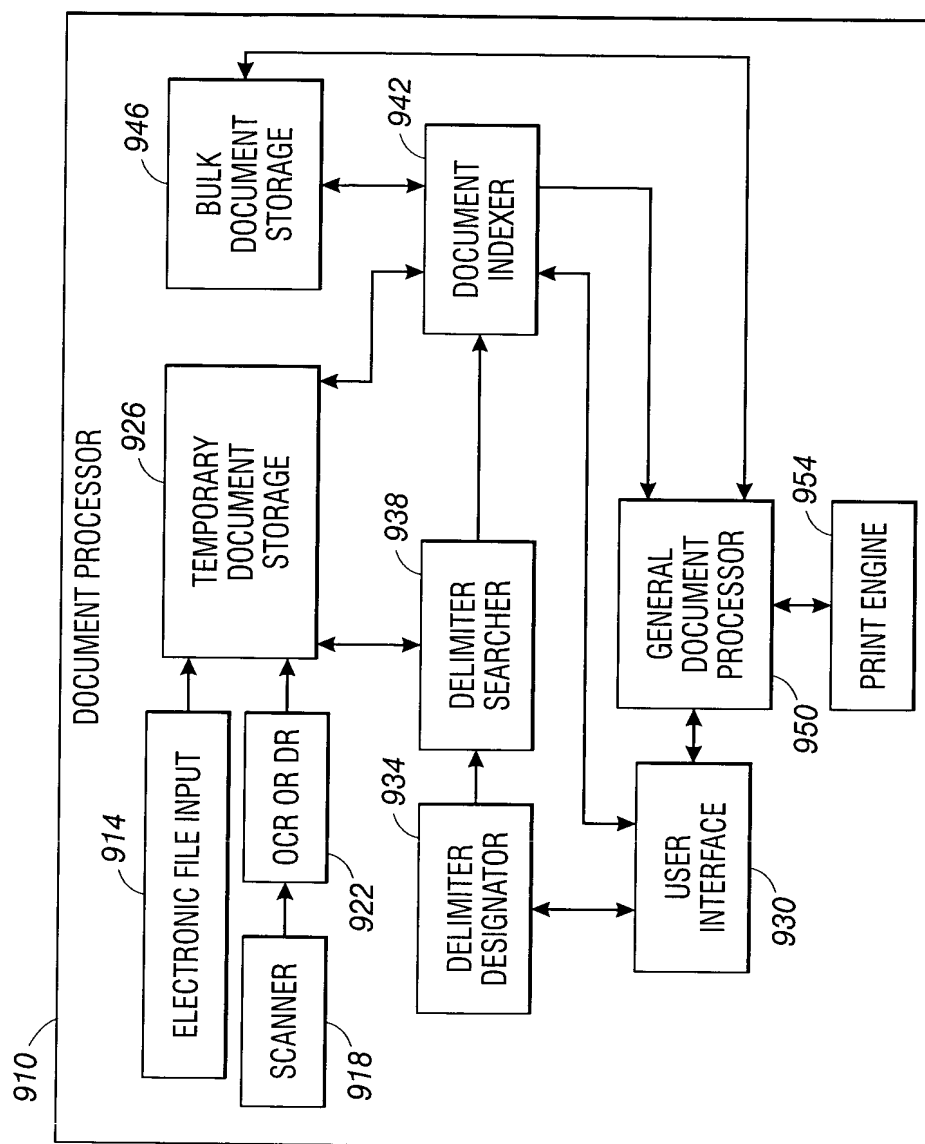 DOCUMENT PROCESSOR
910
914
ELECTRONIC FILE INPUT
SCANNER
918
OCR OR DR
922
926
TEMPORARY
DOCUMENT
STORAGE
946
BULK
DOCUMENT
STORAGE
934
DELIMITER
DESIGNATOR
938
DELIMITER
SEARCHER
942
DOCUMENT
INDEXER
USER
INTERFACE
930
GENERAL
DOCUMENT
PROCESSOR
950
954
PRINT ENGINE